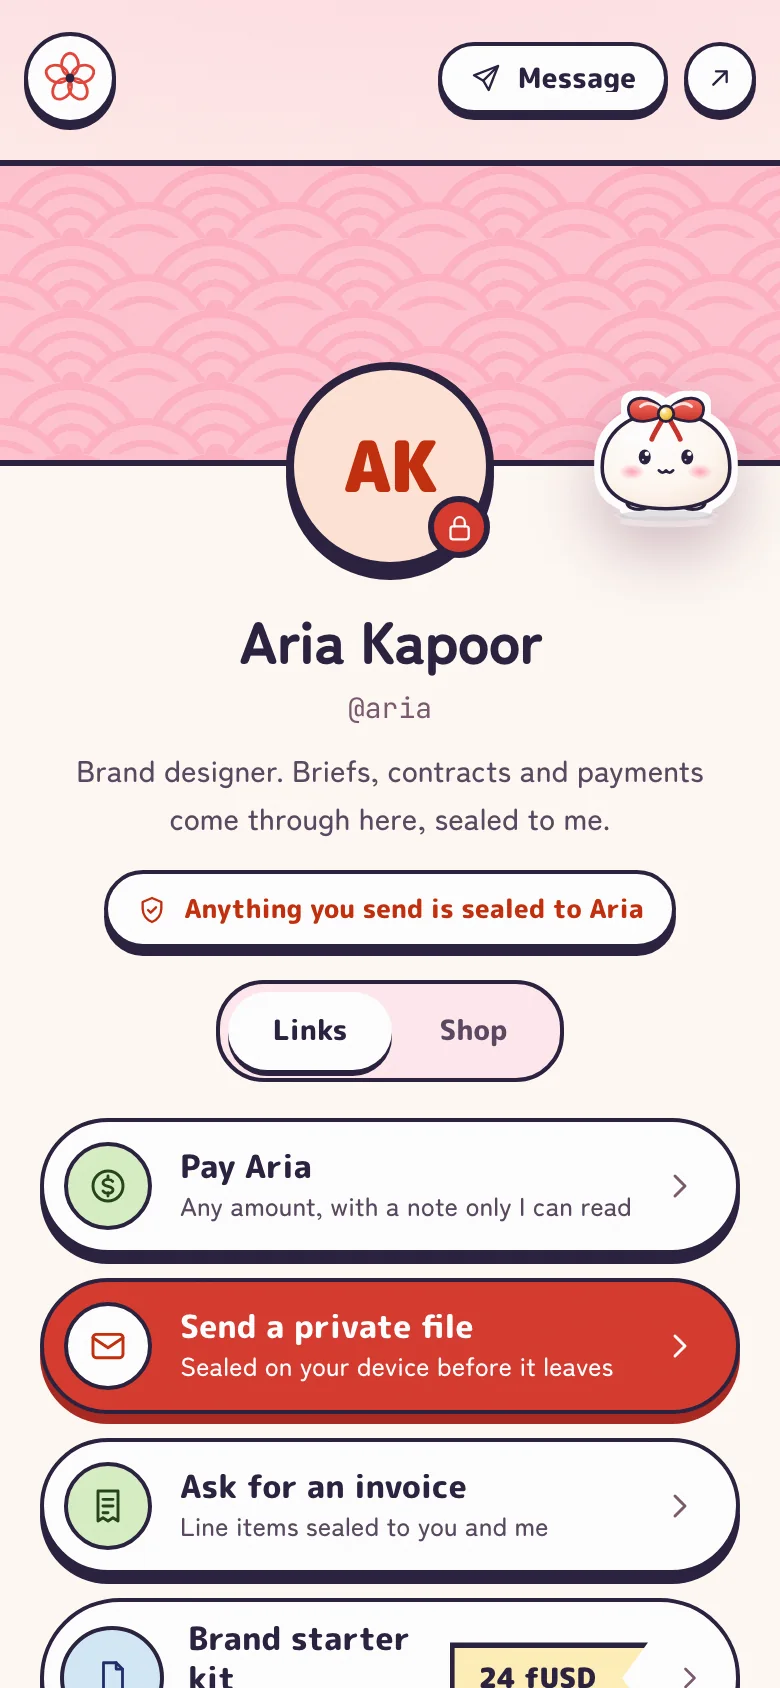 Message
AK
Aria Kapoor
@aria
Brand designer. Briefs, contracts and payments
come through here, sealed to me.
Anything you send is sealed to Aria
Links
Shop
Pay Aria
Any amount, with a note only I can read
Send a private file
Sealed on your device before it leaves
Ask for an invoice
Line items sealed to you and me
Brand starter
kit
24 fUSD